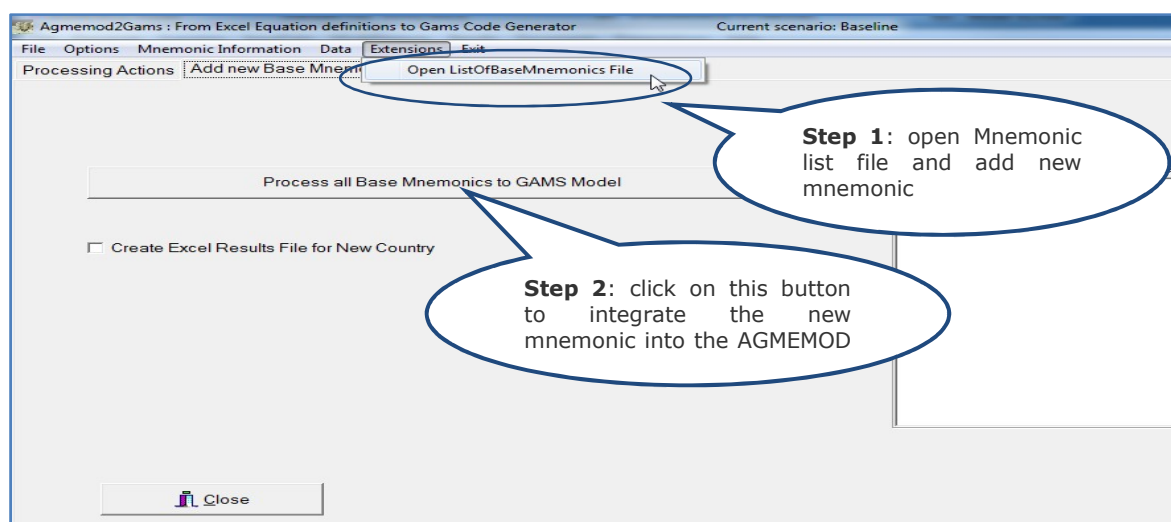 Agmemod2Gams : From Excel Equation definitions to Gams Code Generator Current scenario: Baseline
File Options Mnemonic Information Data Extensions Exit
Processing Actions Add new Base Mnem Open ListOfBaseMnemonics File
Step 1: open Mnemonic
list file and add new
mnemonic
Process all Base Mnemonics to GAMS Model
Create Excel Results File for New Country
Step 2: click on this button
to integrate the new
mnemonic into the AGMEMOD
Close